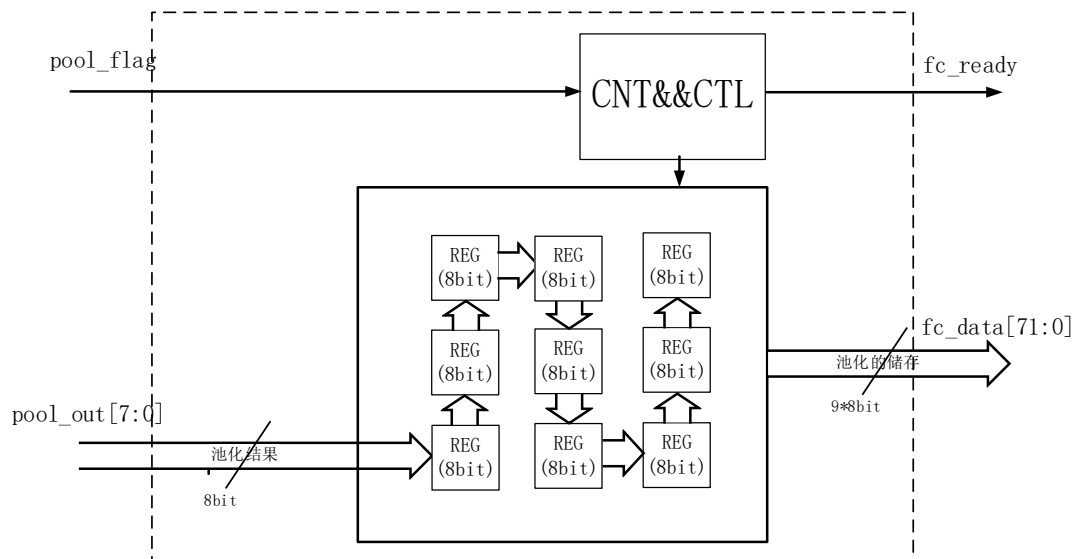 pool_flag
CNT&&CTL
fc_ready
REG
(8bit)
REG
(8bit)
REG
(8bit)
REG
(8bit)
REG
(8bit)
REG
(8bit)
fc_data[71:0]
池化的储存
9*8bit
pool_out[7:0]
池化结果
8bit
REG
(8bit)
REG
(8bit)
REG
(8bit)